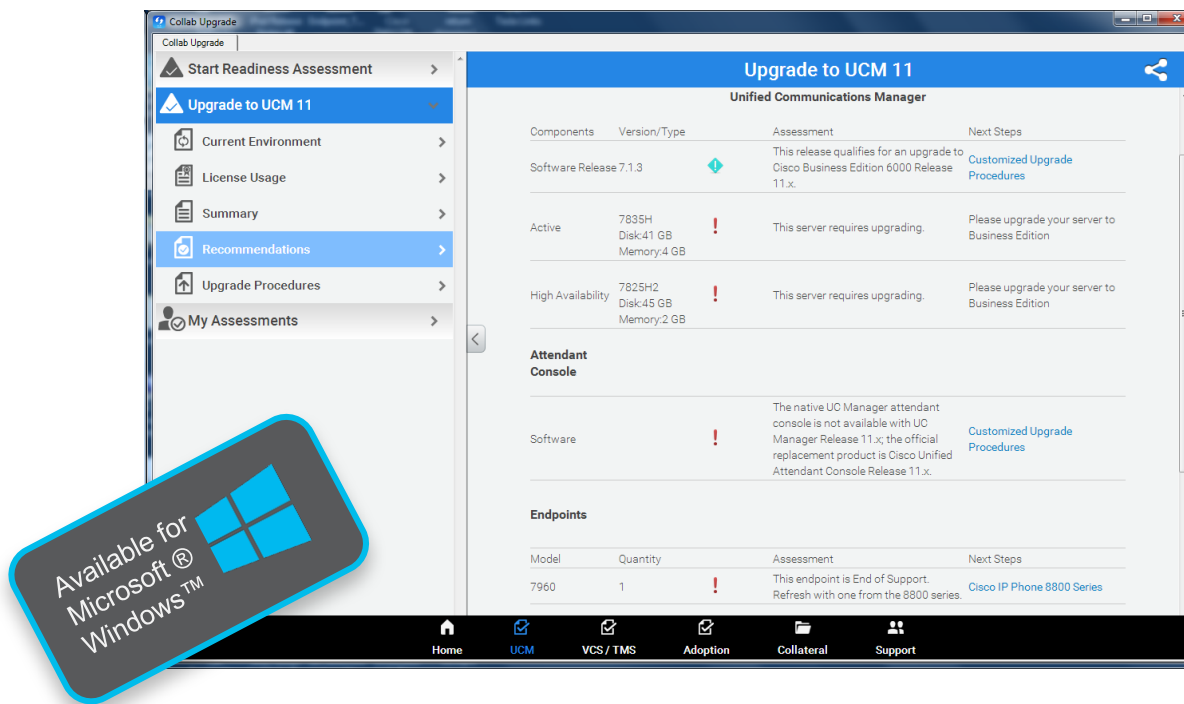 Collab Upgrade
Collab Upgrade
Start Readiness Assessment
Upgrade to UCM 11
Current Environment
License Usage
Summary
Recommendations
Upgrade Procedures
My Assessments
Upgrade to UCM 11
Unified Communications Manager
Components Version/Type Assessment Next Steps
Software Release 7.1.3
This release qualifies for an upgrade to
Cisco Business Edition 6000 Release
11.x.
Customized Upgrade
Procedures
Active
7835H
Disk:41 GB
Memory:4 GB
This server requires upgrading.
Please upgrade your server to
Business Edition
High Availability
7825H2
Disk:45 GB
Memory:2 GB
This server requires upgrading.
Please upgrade your server to
Business Edition
Attendant
Console
Software
The native UC Manager attendant
console is not available with UC
Manager Release 11.x; the official
replacement product is Cisco Unified
Attendant Console Release 11.x.
Customized Upgrade
Procedures
Endpoints
Model Quantity Assessment Next Steps
7960 1
This endpoint is End of Support.
Refresh with one from the 8800 series.
Cisco IP Phone 8800 Series
Home UCM VCS / TMS Adoption Collateral Support
Available for
Microsoft ®
Windows™